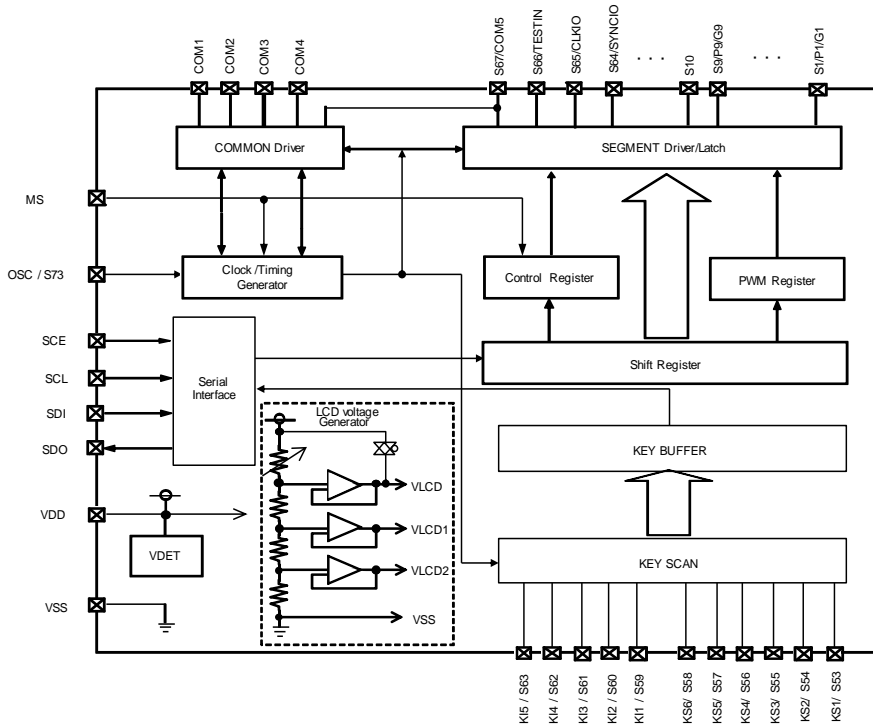 COM1
COM2
COM3
COM4
S67/COM5
S66/TESTIN
S65/CLKIO
S64/SYNCIO
. . .
S10
S9/P9/G9
. . .
S1/P1/G1
COMMON Driver
SEGMENT Driver/Latch
MS
OSC / S73
Clock /Timing
Generator
Control Register
PWM Register
SCE
SCL
SDI
SDO
Serial
Interface
Shift Register
LCD voltage
Generator
KEY BUFFER
VLCD
VLCD1
VLCD2
VSS
VDD
VDET
KEY SCAN
VSS
KI5 / S63
KI4 / S62
KI3 / S61
KI2 / S60
KI1 / S59
KS6/ S58
KS5/ S57
KS4/ S56
KS3/ S55
KS2/ S54
KS1/ S53